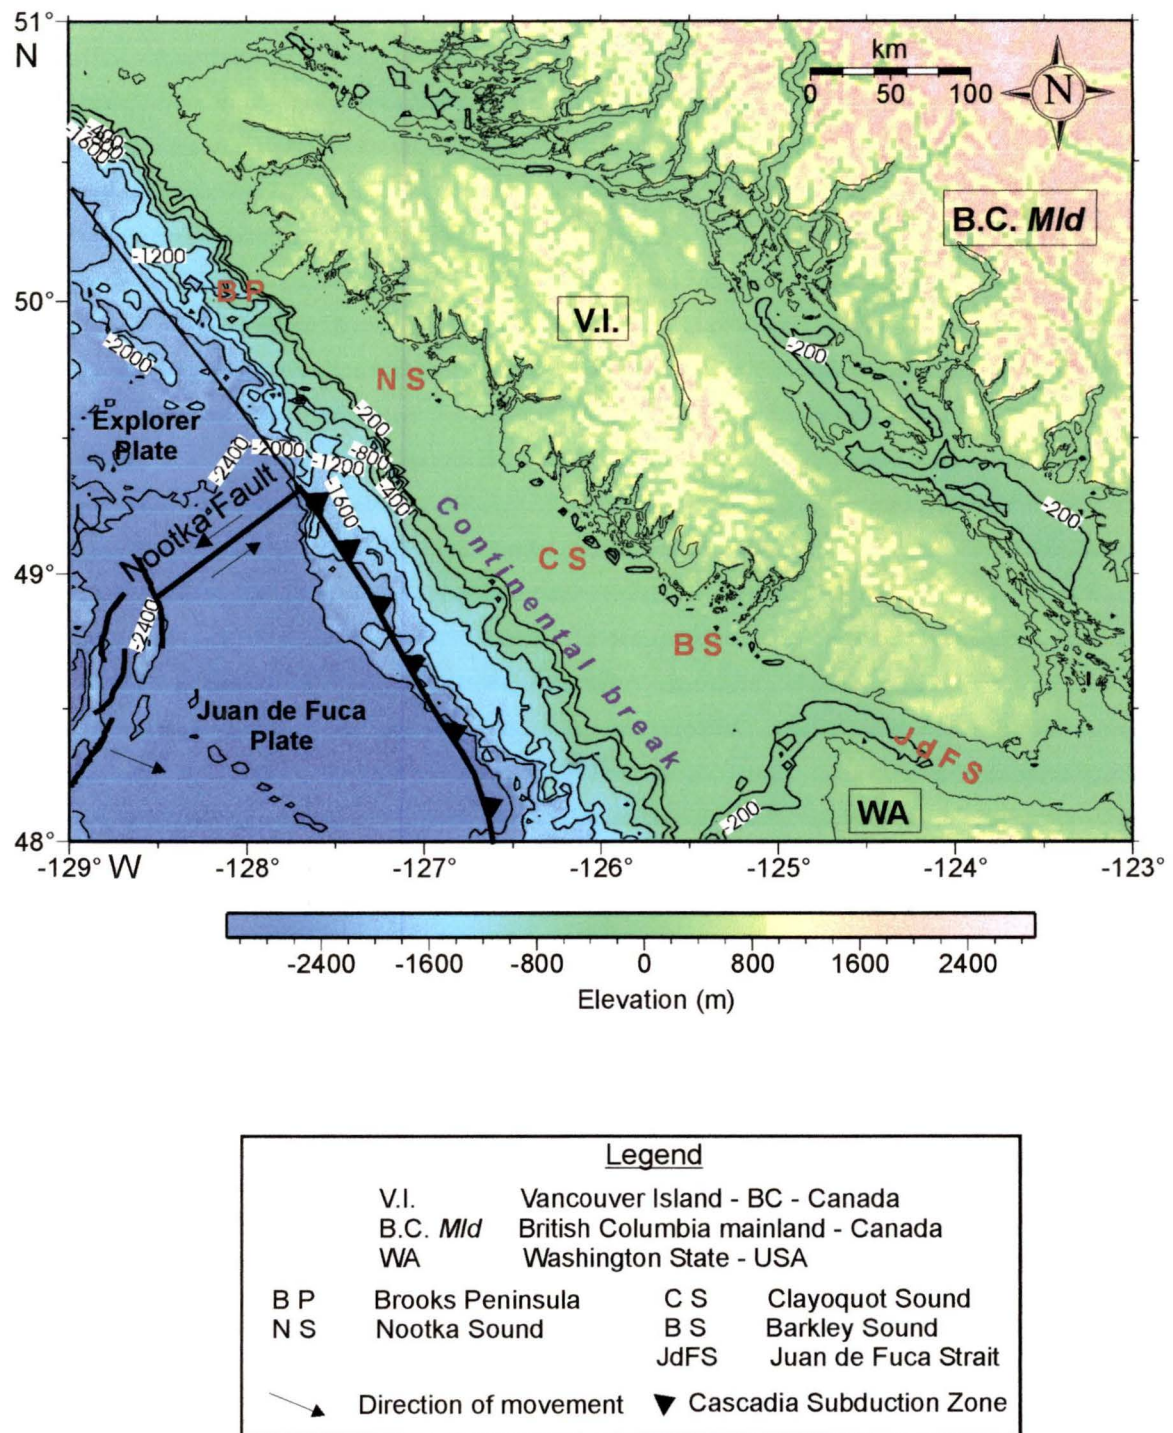 51°
N
km
0 50 100
N
-400
-1600
B.C. Mld
-1200
50°
B P
V.I.
-200
-2000
N S
-200
Explorer
Plate
-2400
-2000
-800
-1200
-400
-200
Nootka Fault
Continental break
49°
C S
-2400
B S
Juan de Fuca
Plate
JdFS
-200
WA
48°
-129° W -128° -127° -126° -125° -124° -123°
-2400 -1600 -800 0 800 1600 2400
Elevation (m)
Legend
V.I. Vancouver Island - BC - Canada
B.C. Mld British Columbia mainland - Canada
WA Washington State - USA
B P Brooks Peninsula C S Clayoquot Sound
N S Nootka Sound B S Barkley Sound
JdFS Juan de Fuca Strait
Direction of movement Cascadia Subduction Zone